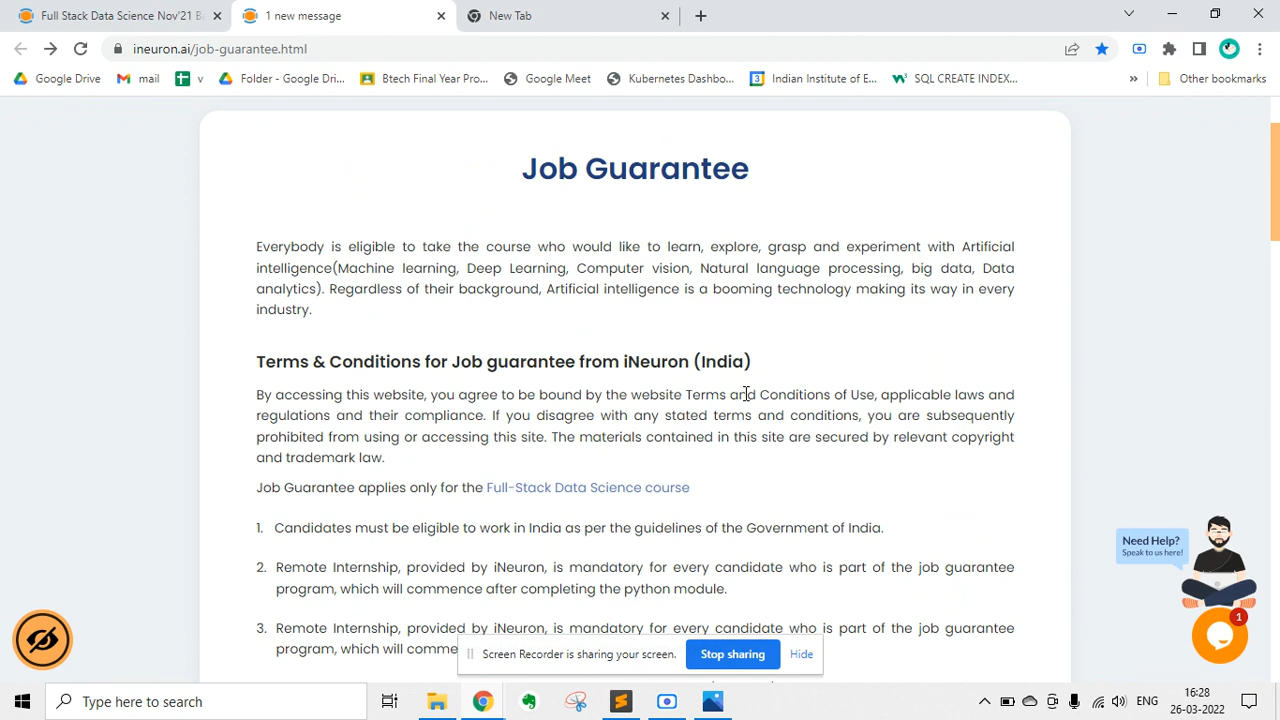 Full Stack Data Science Nov'21 Ba
1 new message
New Tab
ineuron.ai/job-guarantee.html
Google Drive
mail
v
Folder - Google Dri...
Btech Final Year Pro...
Google Meet
Kubernetes Dashbo...
Indian Institute of E...
SQL CREATE INDEX...
»
Other bookmarks
Job Guarantee
Everybody is eligible to take the course who would like to learn, explore, grasp and experiment with Artificial
intelligence(Machine learning, Deep Learning, Computer vision, Natural language processing, big data, Data
analytics). Regardless of their background, Artificial intelligence is a booming technology making its way in every
industry.
Terms & Conditions for Job guarantee from iNeuron (India)
By accessing this website, you agree to be bound by the website Terms and Conditions of Use, applicable laws and
regulations and their compliance. If you disagree with any stated terms and conditions, you are subsequently
prohibited from using or accessing this site. The materials contained in this site are secured by relevant copyright
and trademark law.
Job Guarantee applies only for the Full-Stack Data Science course
1. Candidates must be eligible to work in India as per the guidelines of the Government of India.
2. Remote Internship, provided by iNeuron, is mandatory for every candidate who is part of the job guarantee
program, which will commence after completing the python module.
3. Remote Internship, provided by iNeuron, is mandatory for every candidate who is part of the job guarantee
program, which will comme
Need Help?
Speak to us here!
1
Screen Recorder is sharing your screen.
Stop sharing
Hide
Type here to search
ENG
16:28
26-03-2022